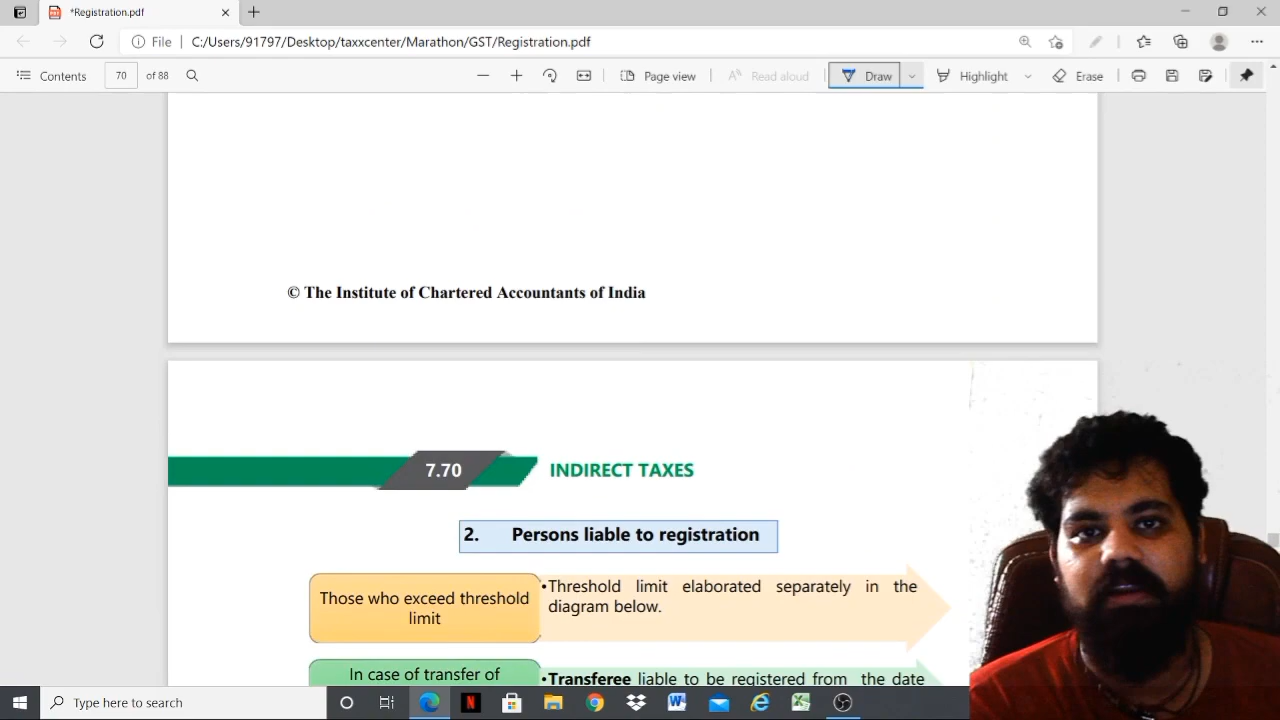 *Registration.pdf
File | C:/Users/91797/Desktop/taxxcenter/Marathon/GST/Registration.pdf
Contents 70 of 88 Page view Read aloud Draw Highlight Erase
© The Institute of Chartered Accountants of India
7.70 INDIRECT TAXES
2. Persons liable to registration
Those who exceed threshold
limit
•Threshold limit elaborated separately in the
diagram below.
In case of transfer of
•Transferee liable to be registered from the date
Type here to search